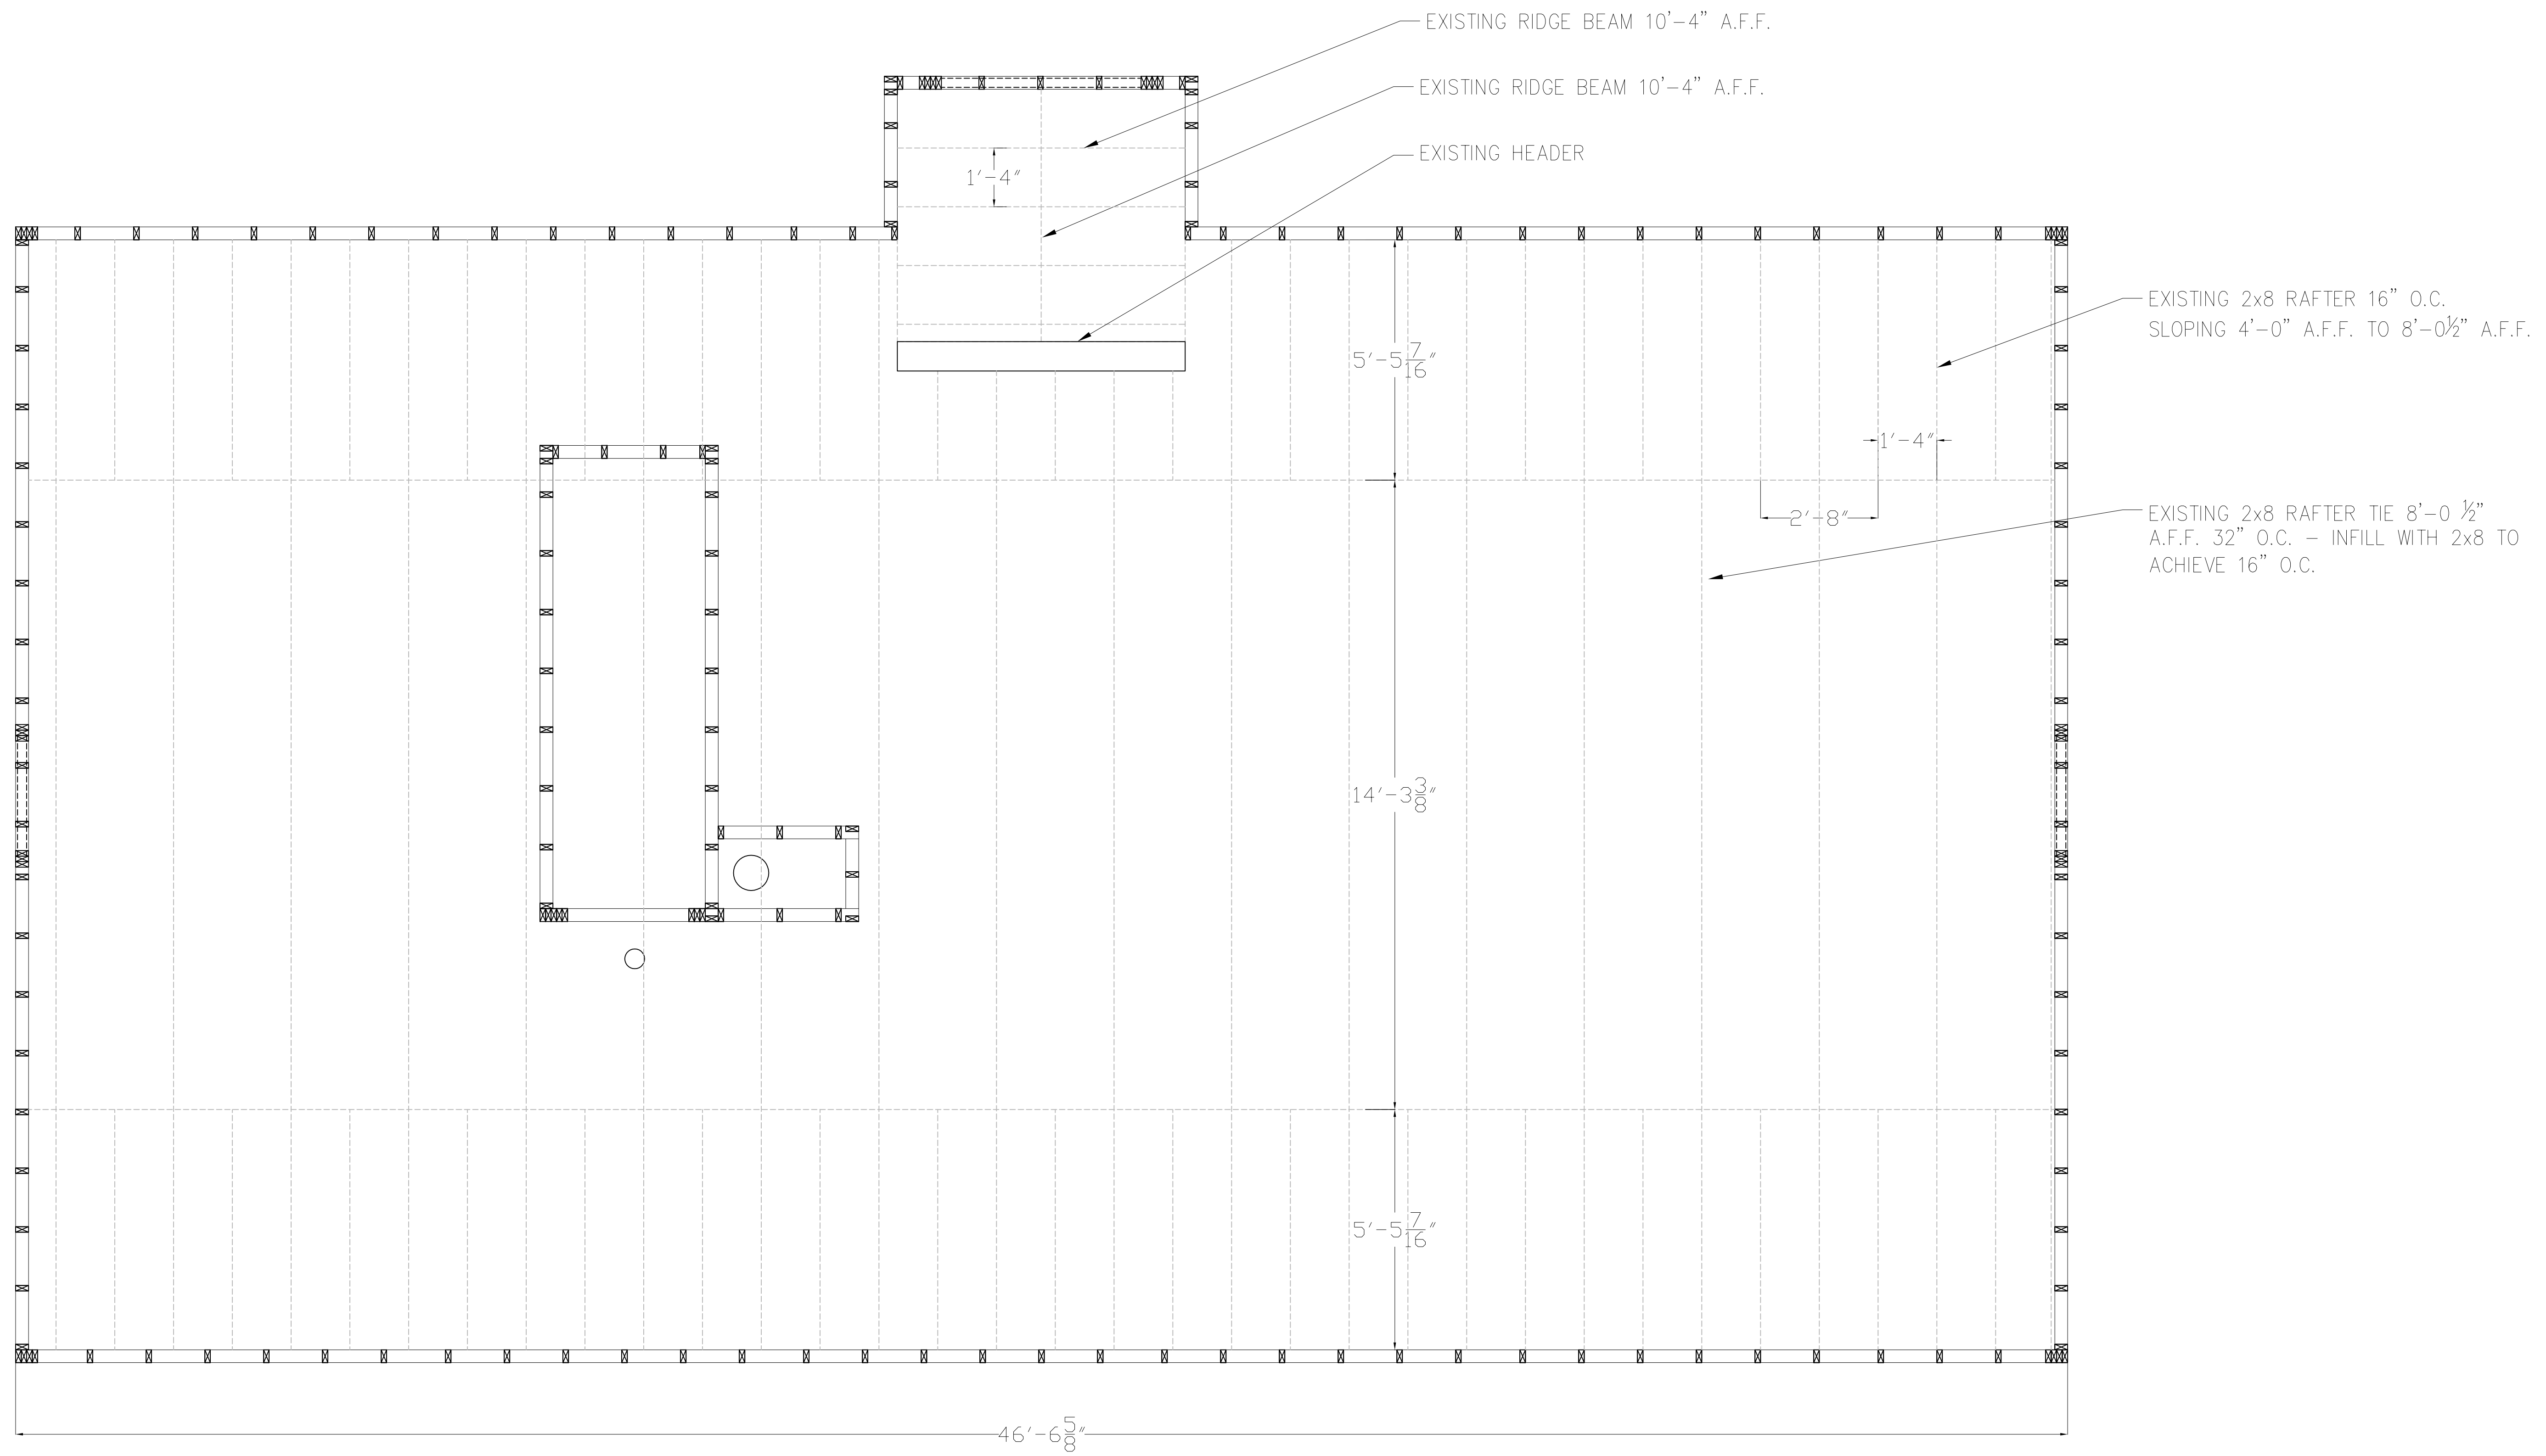 EXISTING RIDGE BEAM 10'-4" A.F.F.
EXISTING RIDGE BEAM 10'-4" A.F.F.
EXISTING HEADER
1'-4"
EXISTING 2x8 RAFTER 16" O.C.
SLOPING 4'-0" A.F.F. TO 8'-0½" A.F.F.
5'-5 7/16"
1'-4"
2'-8"
EXISTING 2x8 RAFTER TIE 8'-0 ½"
A.F.F. 32" O.C. - INFILL WITH 2x8 TO
ACHIEVE 16" O.C.
14'-3 3/8"
5'-5 7/16"
46'-6 5/8"